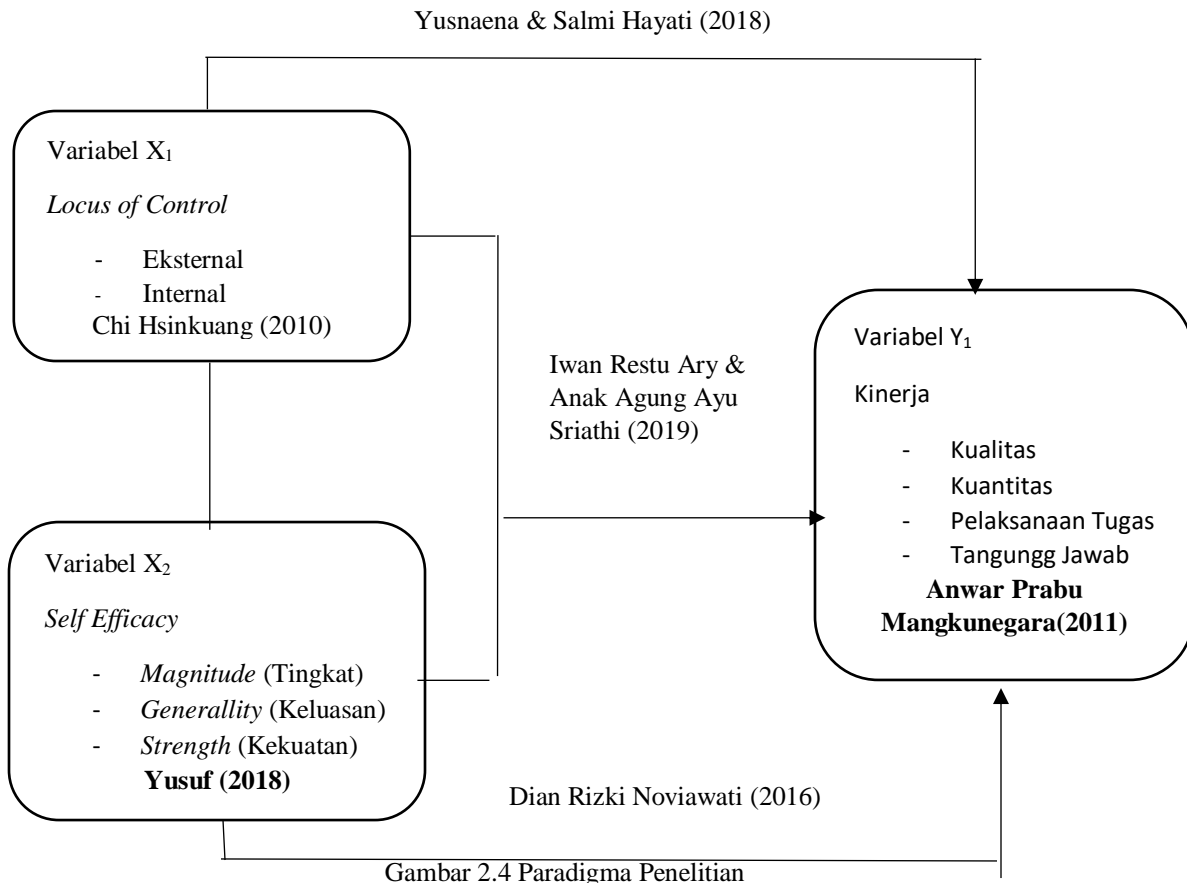 Yusnaena & Salmi Hayati (2018)
Variabel X₁
Locus of Control
- Eksternal
- Internal
Chi Hsinkuang (2010)
Iwan Restu Ary &
Anak Agung Ayu
Sriathi (2019)
Variabel Y₁
Kinerja
- Kualitas
- Kuantitas
- Pelaksanaan Tugas
- Tangungg Jawab
Anwar Prabu
Mangkunegara(2011)
Variabel X₂
Self Efficacy
- Magnitude (Tingkat)
- Generallity (Keluasan)
- Strength (Kekuatan)
Yusuf (2018)
Dian Rizki Noviawati (2016)
Gambar 2.4 Paradigma Penelitian